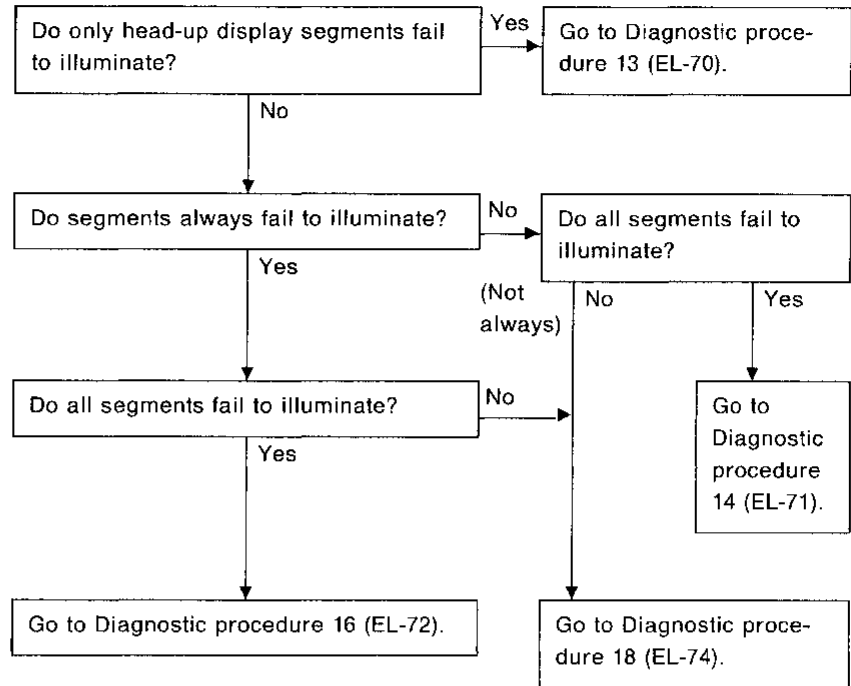 Do only head-up display segments fail
to illuminate?
Yes
Go to Diagnostic proce-
dure 13 (EL-70).
No
Do segments always fail to illuminate?
No
Do all segments fail to
illuminate?
Yes
(Not
always)
No
Yes
Do all segments fail to illuminate?
No
Go to
Diagnostic
procedure
14 (EL-71).
Yes
Go to Diagnostic procedure 16 (EL-72).
Go to Diagnostic proce-
dure 18 (EL-74).